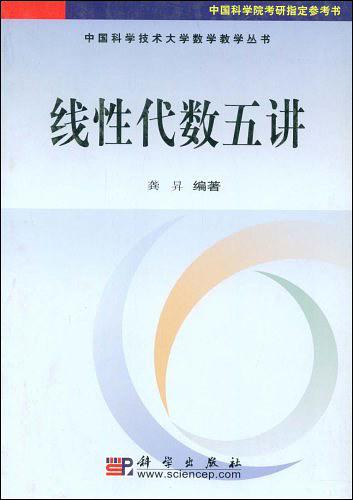 中国科学院考研指定参考书
中国科学技术大学数学教学丛书
线性代数五讲
龚昇 编著
SP
科学出版社
www.sciencep.com